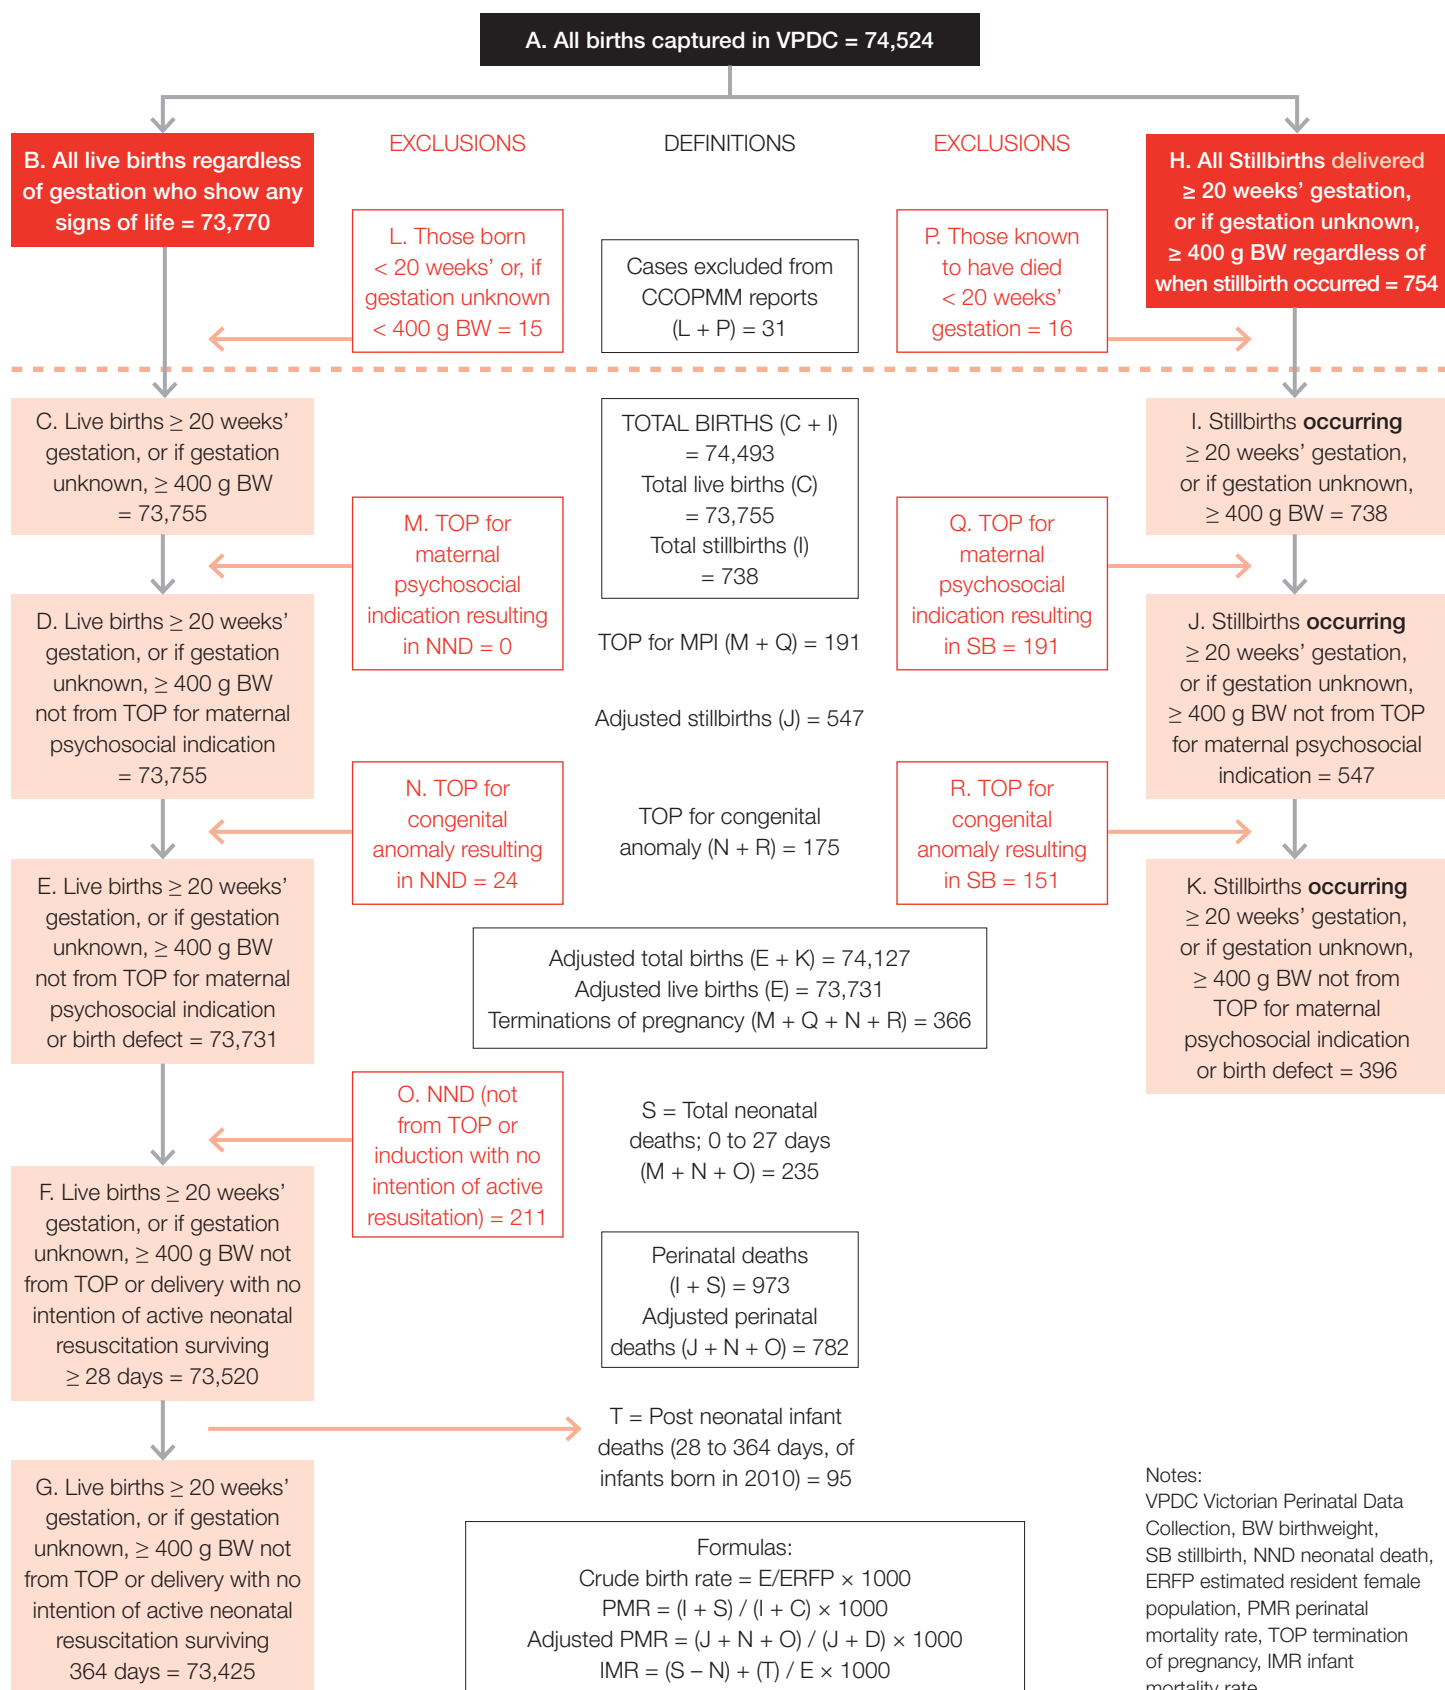 A. All births captured in VPDC = 74,524
B. All live births regardless
of gestation who show any
signs of life = 73,770
EXCLUSIONS
DEFINITIONS
EXCLUSIONS
H. All Stillbirths delivered
≥ 20 weeks’ gestation,
or if gestation unknown,
≥ 400 g BW regardless of
when stillbirth occurred = 754
L. Those born
< 20 weeks’ or, if
gestation unknown
< 400 g BW = 15
Cases excluded from
CCOPMM reports
(L + P) = 31
P. Those known
to have died
< 20 weeks’
gestation = 16
C. Live births ≥ 20 weeks’
gestation, or if gestation
unknown, ≥ 400 g BW
= 73,755
TOTAL BIRTHS (C + I)
= 74,493
Total live births (C)
= 73,755
Total stillbirths (I)
= 738
I. Stillbirths occurring
≥ 20 weeks’ gestation,
or if gestation unknown,
≥ 400 g BW = 738
M. TOP for
maternal
psychosocial
indication resulting
in NND = 0
Q. TOP for
maternal
psychosocial
indication resulting
in SB = 191
D. Live births ≥ 20 weeks’
gestation, or if gestation
unknown, ≥ 400 g BW
not from TOP for maternal
psychosocial indication
= 73,755
TOP for MPI (M + Q) = 191
Adjusted stillbirths (J) = 547
J. Stillbirths occurring
≥ 20 weeks’ gestation,
or if gestation unknown,
≥ 400 g BW not from TOP
for maternal psychosocial
indication = 547
N. TOP for
congenital
anomaly resulting
in NND = 24
TOP for congenital
anomaly (N + R) = 175
R. TOP for
congenital
anomaly resulting
in SB = 151
E. Live births ≥ 20 weeks’
gestation, or if gestation
unknown, ≥ 400 g BW
not from TOP for maternal
psychosocial indication
or birth defect = 73,731
Adjusted total births (E + K) = 74,127
Adjusted live births (E) = 73,731
Terminations of pregnancy (M + Q + N + R) = 366
K. Stillbirths occurring
≥ 20 weeks’ gestation,
or if gestation unknown,
≥ 400 g BW not from
TOP for maternal
psychosocial indication
or birth defect = 396
O. NND (not
from TOP or
induction with no
intention of active
resusitation) = 211
S = Total neonatal
deaths; 0 to 27 days
(M + N + O) = 235
F. Live births ≥ 20 weeks’
gestation, or if gestation
unknown, ≥ 400 g BW not
from TOP or delivery with no
intention of active neonatal
resuscitation surviving
≥ 28 days = 73,520
Perinatal deaths
(I + S) = 973
Adjusted perinatal
deaths (J + N + O) = 782
T = Post neonatal infant
deaths (28 to 364 days, of
infants born in 2010) = 95
G. Live births ≥ 20 weeks’
gestation, or if gestation
unknown, ≥ 400 g BW not
from TOP or delivery with no
intention of active neonatal
resuscitation surviving
364 days = 73,425
Formulas:
Crude birth rate = E/ERFP × 1000
PMR = (I + S) / (I + C) × 1000
Adjusted PMR = (J + N + O) / (J + D) × 1000
IMR = (S – N) + (T) / E × 1000
Notes:
VPDC Victorian Perinatal Data
Collection, BW birthweight,
SB stillbirth, NND neonatal death,
ERFP estimated resident female
population, PMR perinatal
mortality rate, TOP termination
of pregnancy, IMR infant
mortality rate